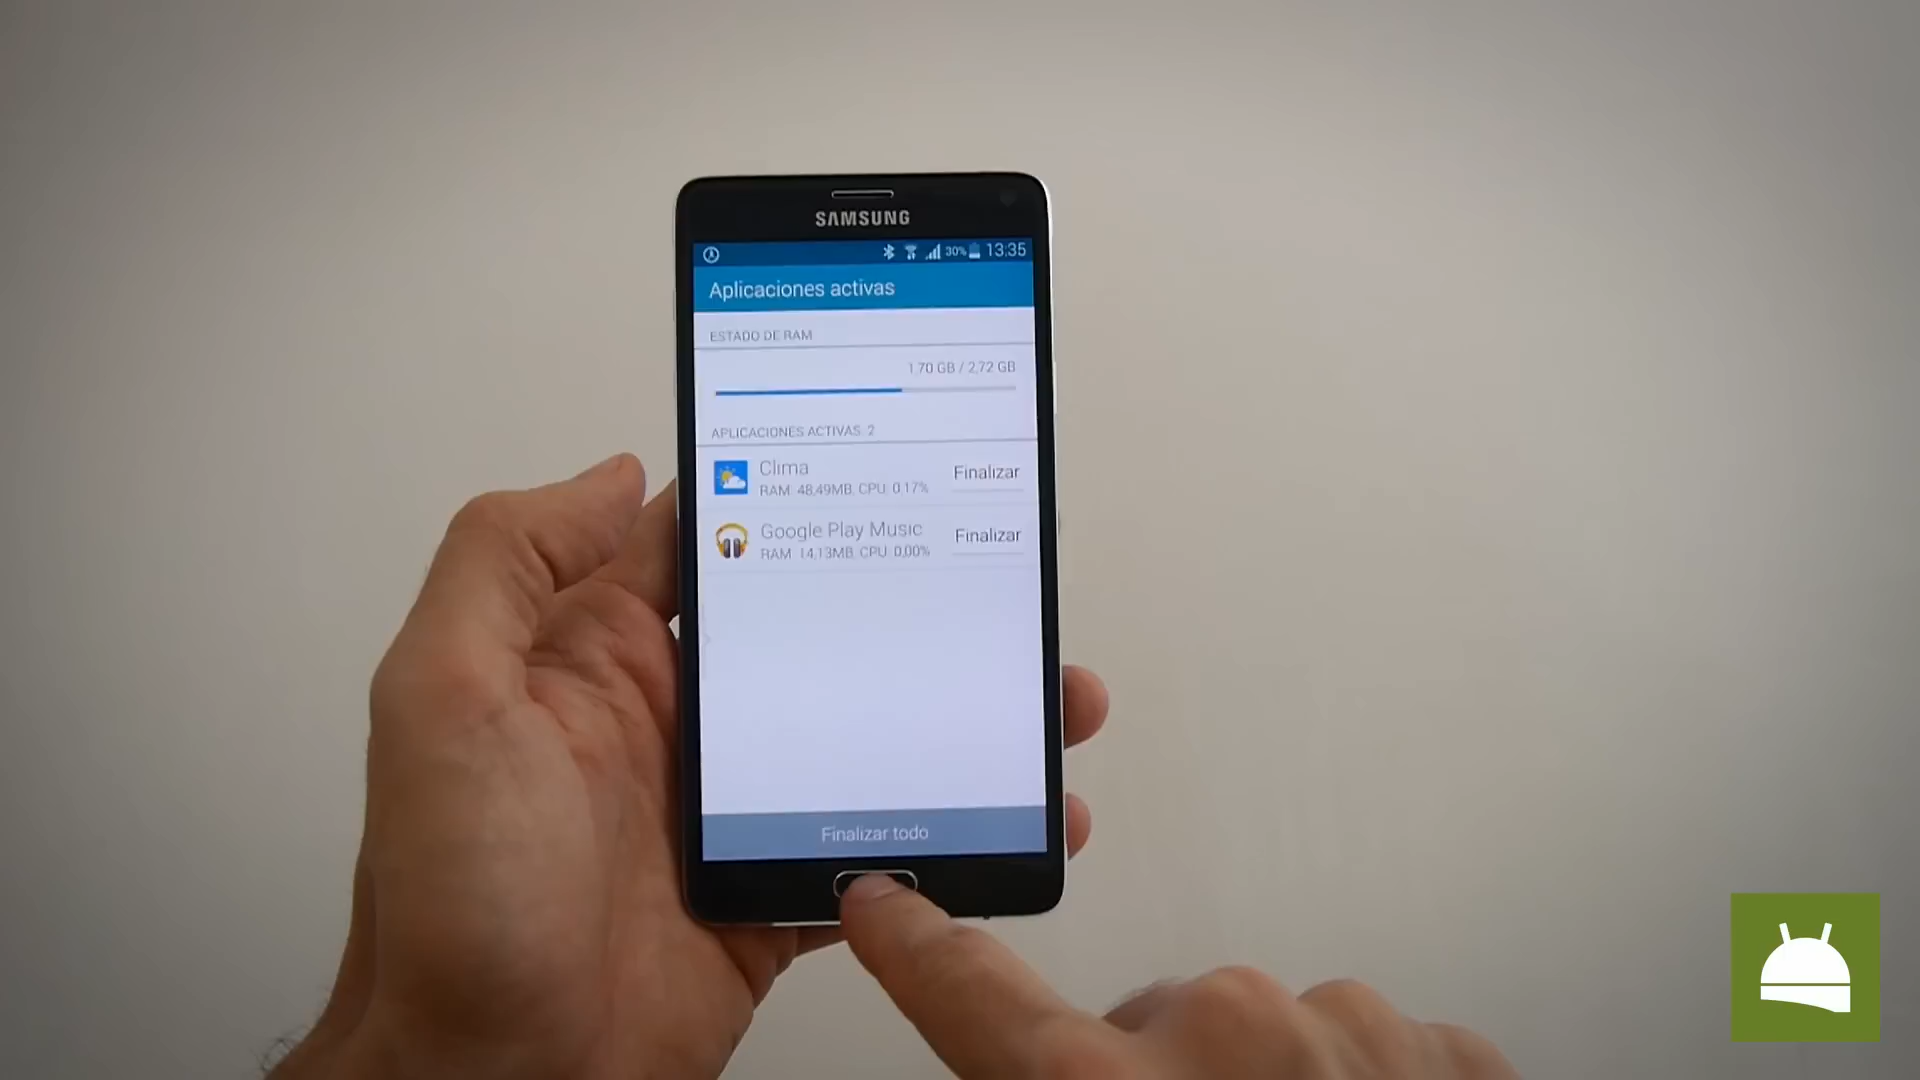 SAMSUNG
30% 13:35
Aplicaciones activas
ESTADO DE RAM
1.70 GB / 2,72 GB
APLICACIONES ACTIVAS: 2
Clima
Finalizar
RAM: 48,49MB, CPU: 0.17%
Google Play Music
Finalizar
RAM: 14,13MB, CPU: 0,00%
Finalizar todo